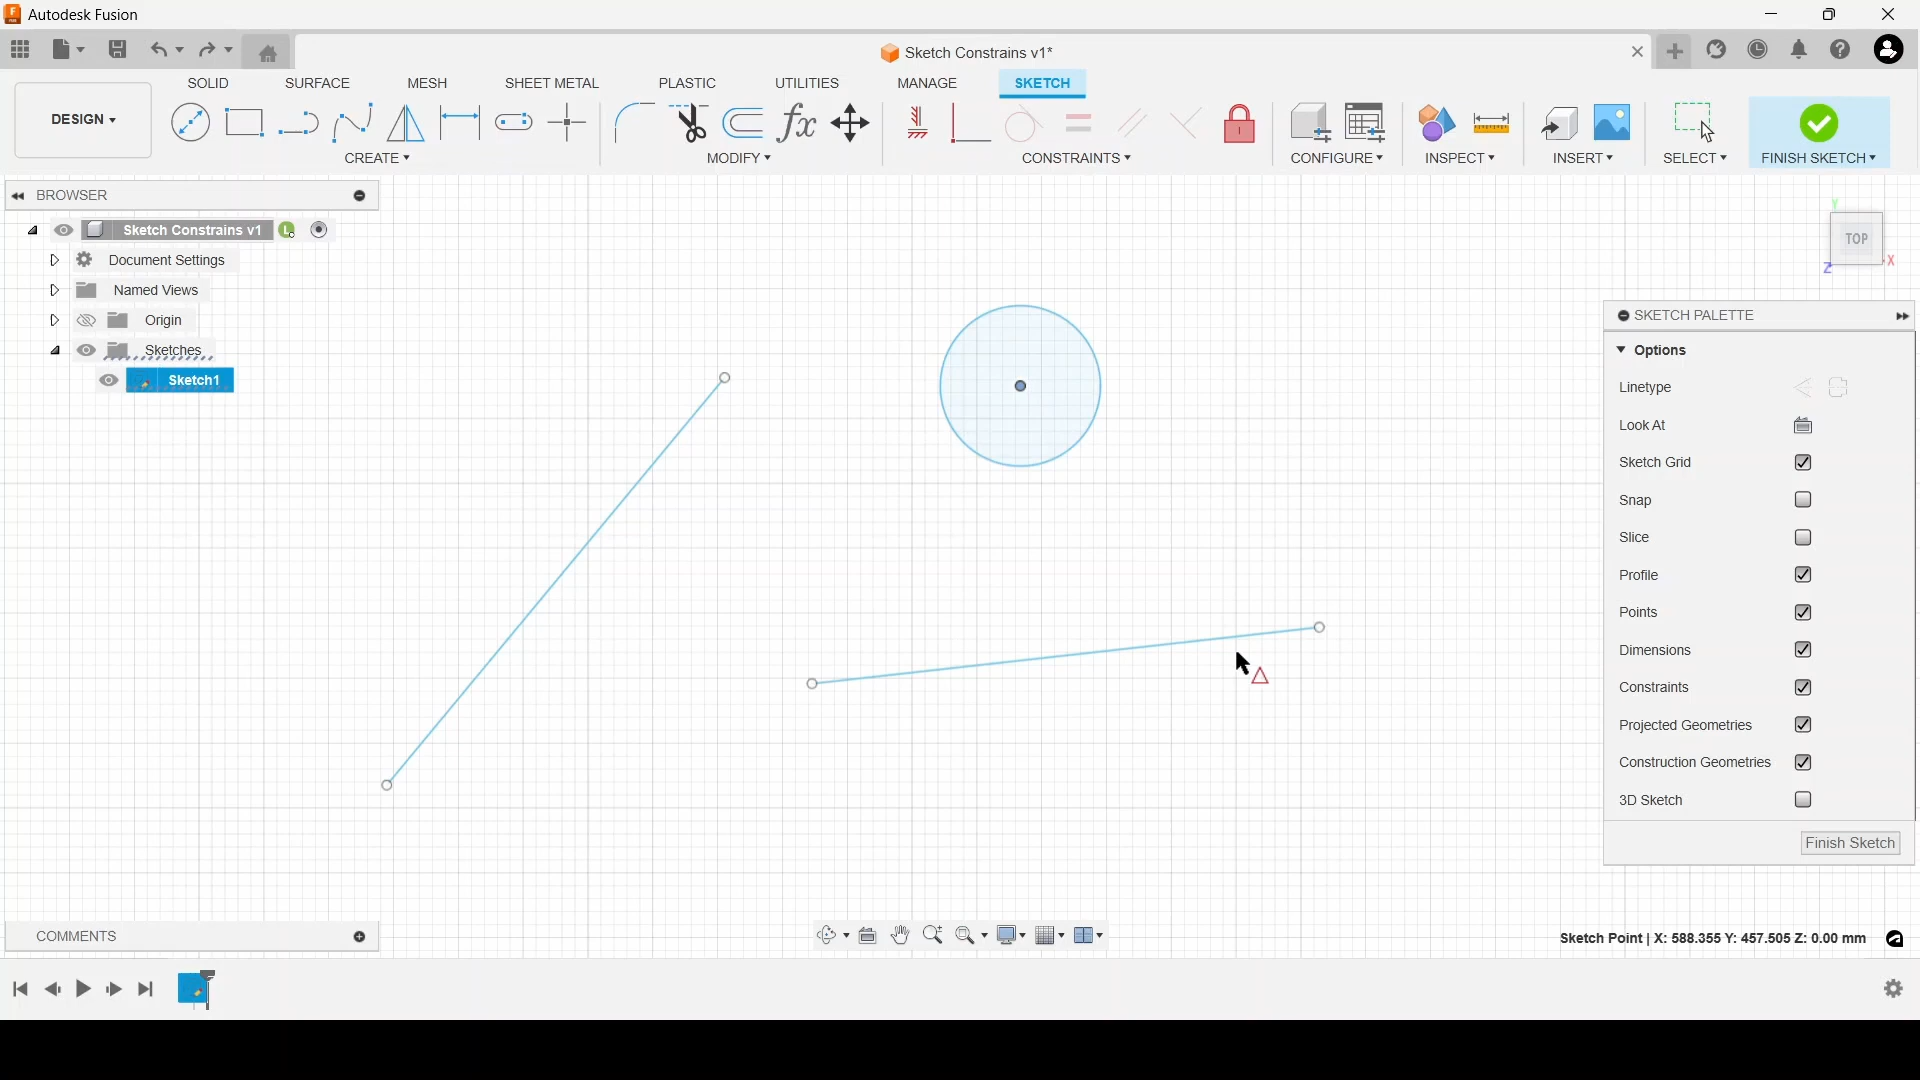 Autodesk Fusion
Sketch Constrains v1*
DESIGN
SOLID
SURFACE
MESH
SHEET METAL
PLASTIC
UTILITIES
MANAGE
SKETCH
CREATE
MODIFY
CONSTRAINTS
CONFIGURE
INSPECT
INSERT
SELECT
FINISH SKETCH
BROWSER
Sketch Constrains v1
Document Settings
Named Views
Origin
Sketches
Sketch1
Y
TOP
X
Z
SKETCH PALETTE
Options
Linetype
Look At
Sketch Grid
Snap
Slice
Profile
Points
Dimensions
Constraints
Projected Geometries
Construction Geometries
3D Sketch
Finish Sketch
COMMENTS
Sketch Point | X: 588.355 Y: 457.505 Z: 0.00 mm